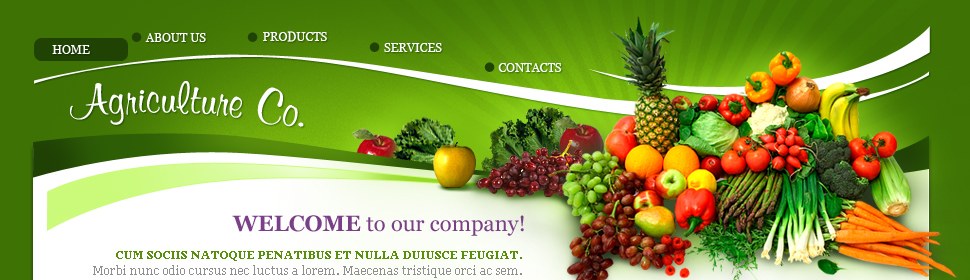 HOME
ABOUT US
PRODUCTS
SERVICES
CONTACTS
Agriculture Co.
WELCOME to our company!
CUM SOCIIS NATOQUE PENATIBUS ET NULLA DUIUSCE FEUGIAT.
Morbi nunc odio cursus nec luctus a lorem. Maecenas tristique orci ac sem.